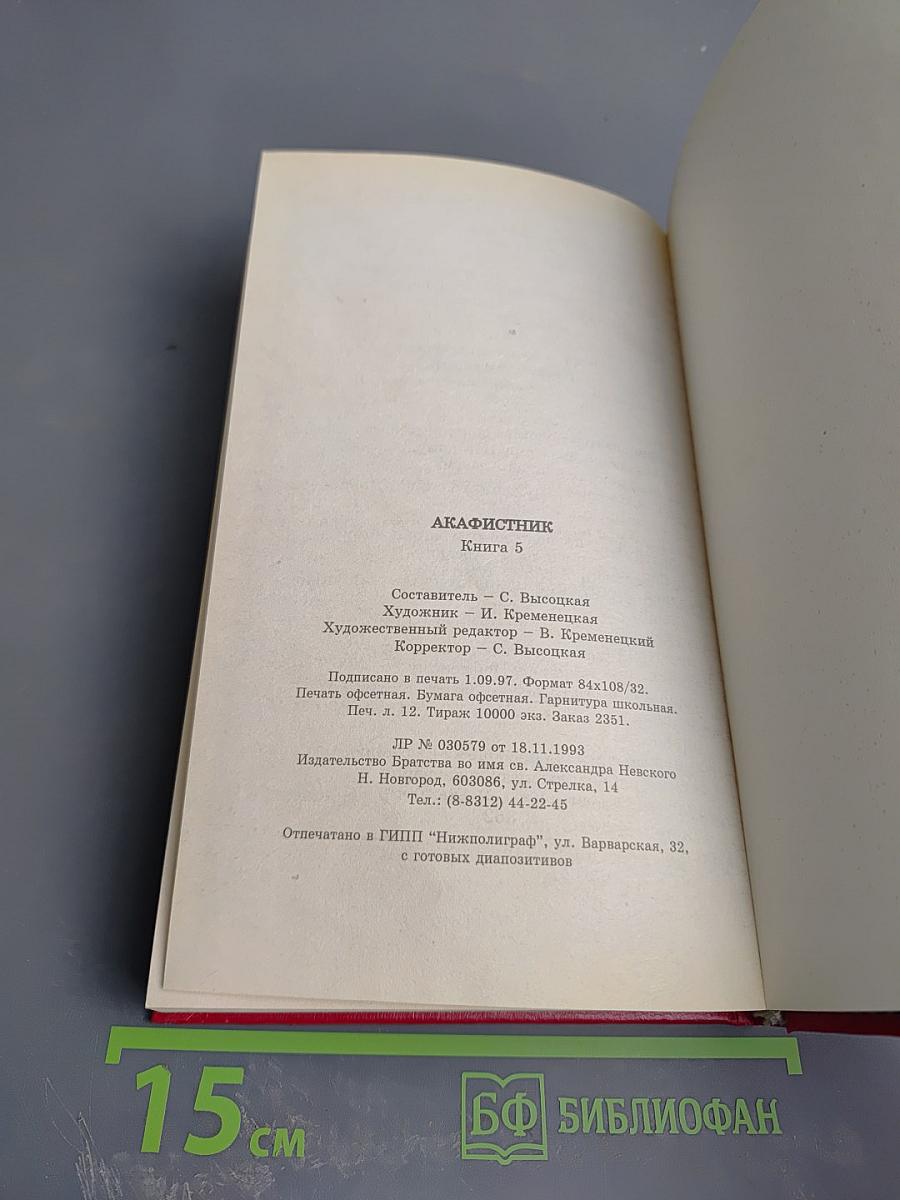 АКАФИСТНИК
Книга 5
Составитель – С. Высоцкая
Художник – И. Кременецкая
Художественный редактор – В. Кременецкий
Корректор – С. Высоцкая
Подписано в печать 1.09.97. Формат 84x108/32.
Печать офсетная. Бумага офсетная. Гарнитура школьная.
Печ. л. 12. Тираж 10000 экз. Заказ 2351.
ЛР № 030579 от 18.11.1993
Издательство Братства во имя св. Александра Невского
Н. Новгород, 603086, ул. Стрелка, 14
Тел.: (8-8312) 44-22-45
Отпечатано в ГИПП "Нижполиграф", ул. Варварская, 32,
с готовых диапозитивов
15 см
БФ БИБЛИОФАН